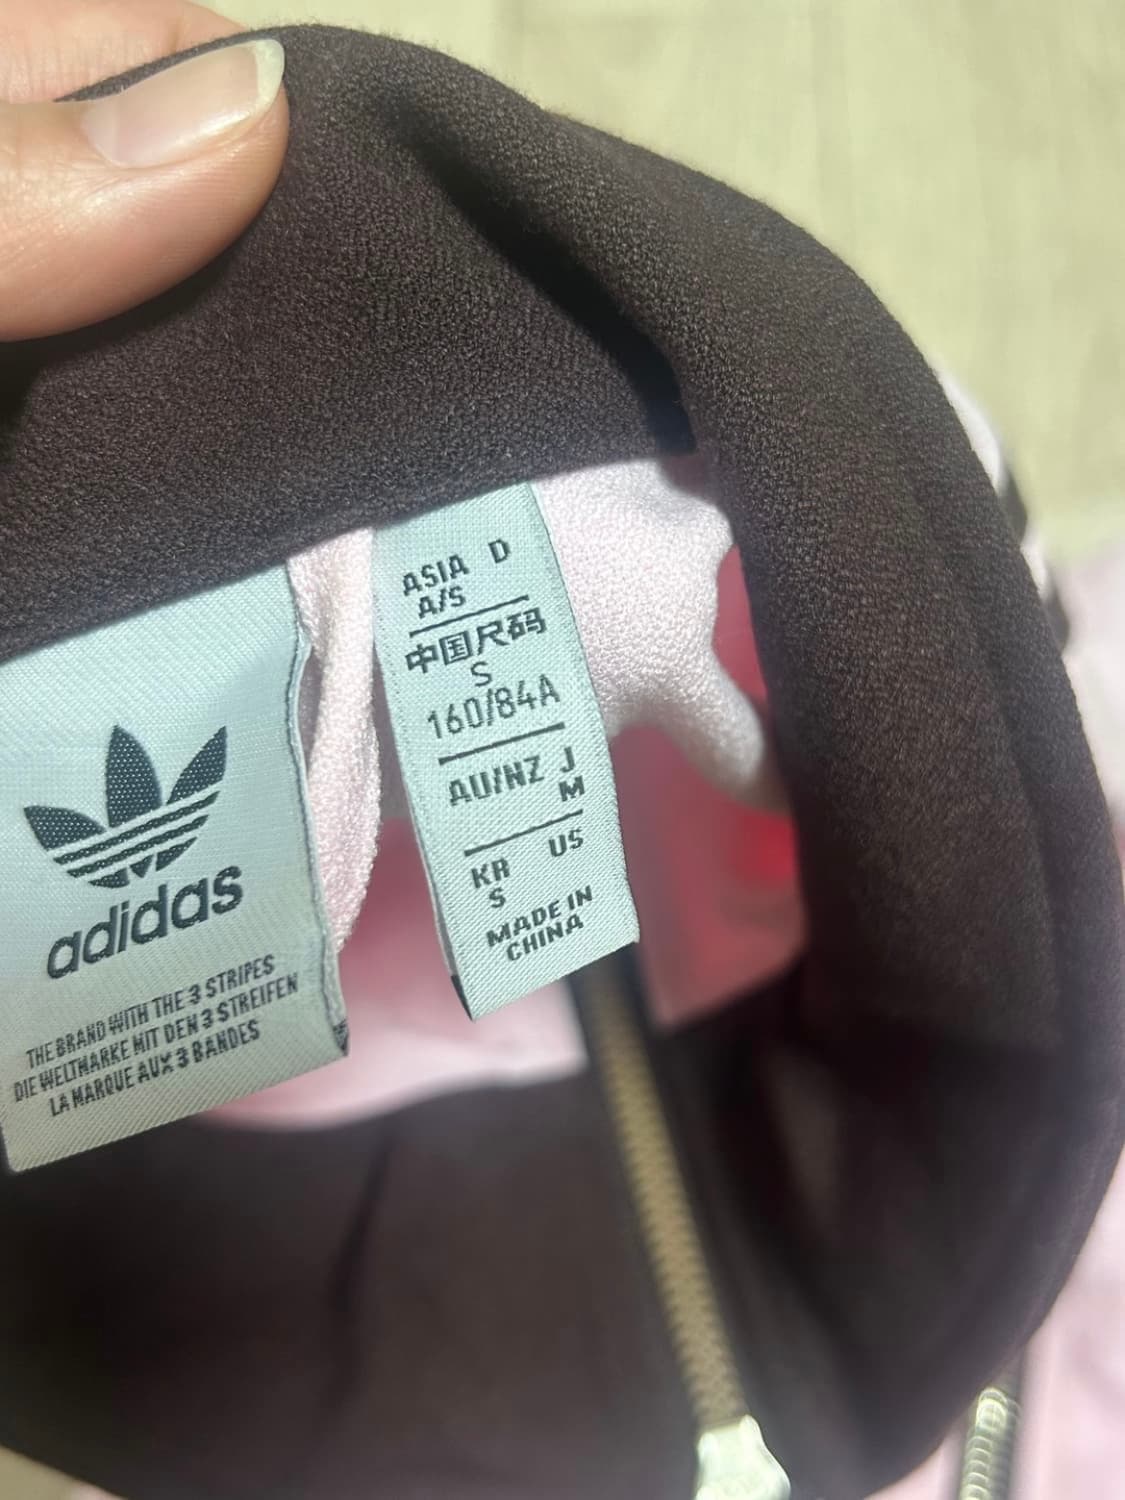 adidas
THE BRAND WITH THE 3 STRIPES
DIE WELTMARKE MIT DEN 3 STREIFEN
LA MARQUE AUX 3 BANDES
ASIA D
A/S
中国尺码
S
160/84A
AU/NZ J
M
US
KR
S
MADE IN
CHINA